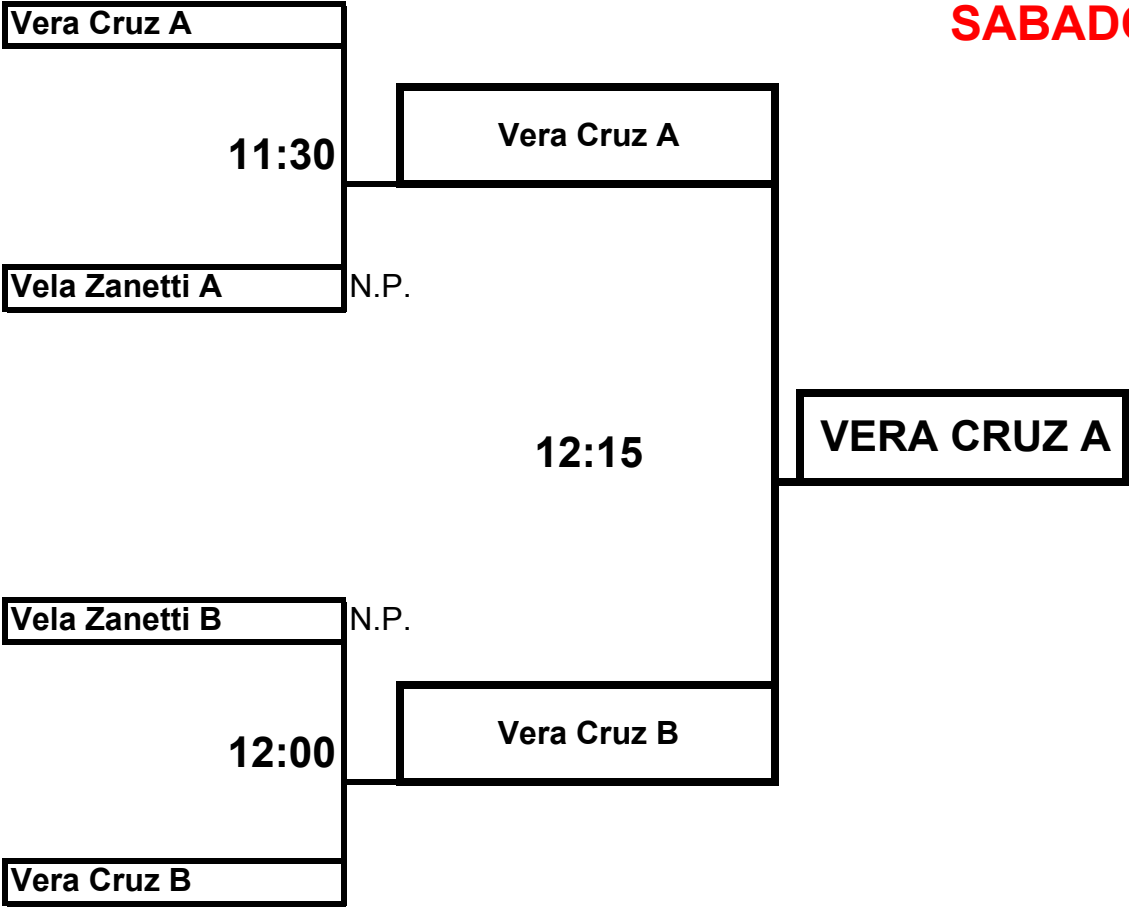 Vera Cruz A
SABADO
Vera Cruz A
11:30
Vela Zanetti A N.P.
VERA CRUZ A
12:15
Vela Zanetti B N.P.
Vera Cruz B
12:00
Vera Cruz B